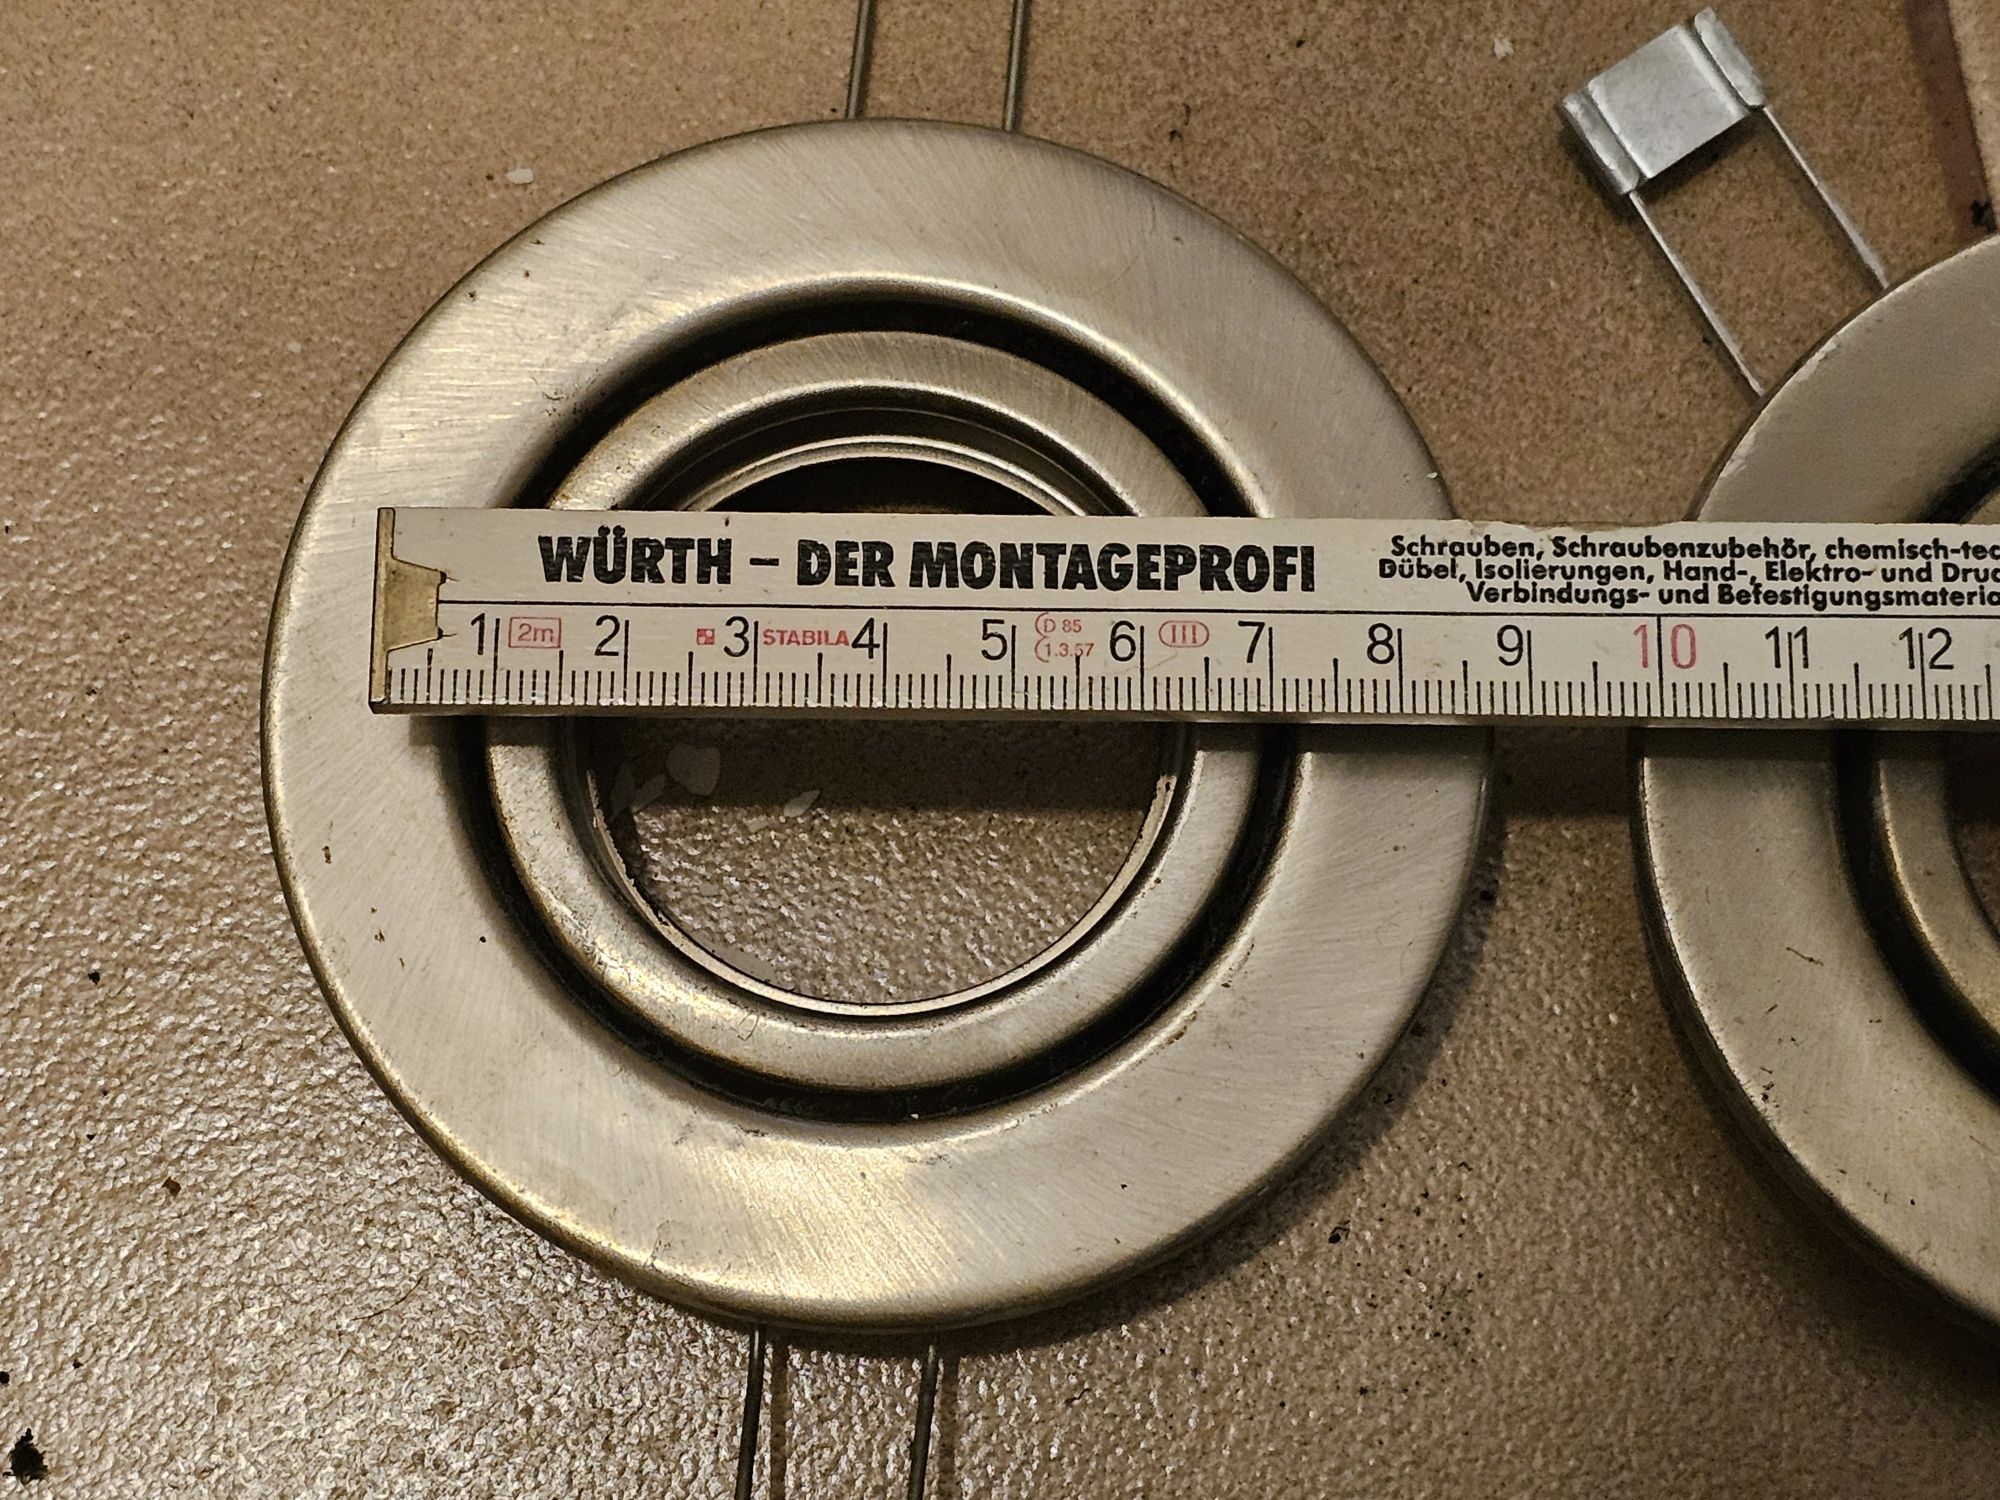 WÜRTH – DER MONTAGEPROFI
Schrauben, Schraubenzubehör, chemisch-tec
Dübel, Isolierungen, Hand-, Elektro- und Druc
Verbindungs- und Befestigungsmateria
1 2m 2 3 STABILA 4 5 D 85 6 III 7 8 9 10 11 12
1.3.57